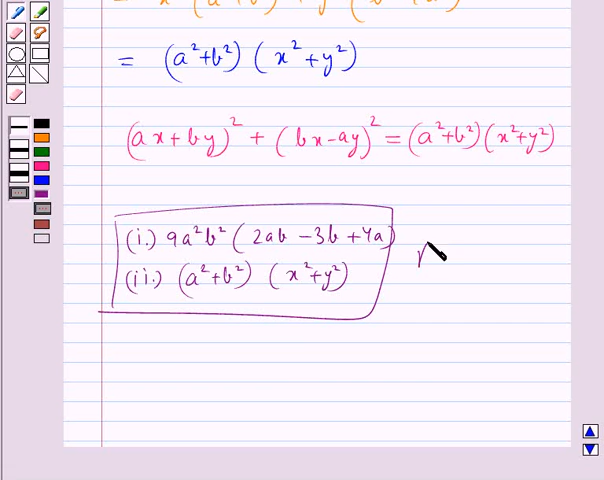 = (a²+b²) (x²+y²)
(ax+by)² + (bx-ay)² = (a²+b²)(x²+y²)
(i.) 9a²b² (2ab - 3b + 4a)
(ii.) (a²+b²) (x²+y²)